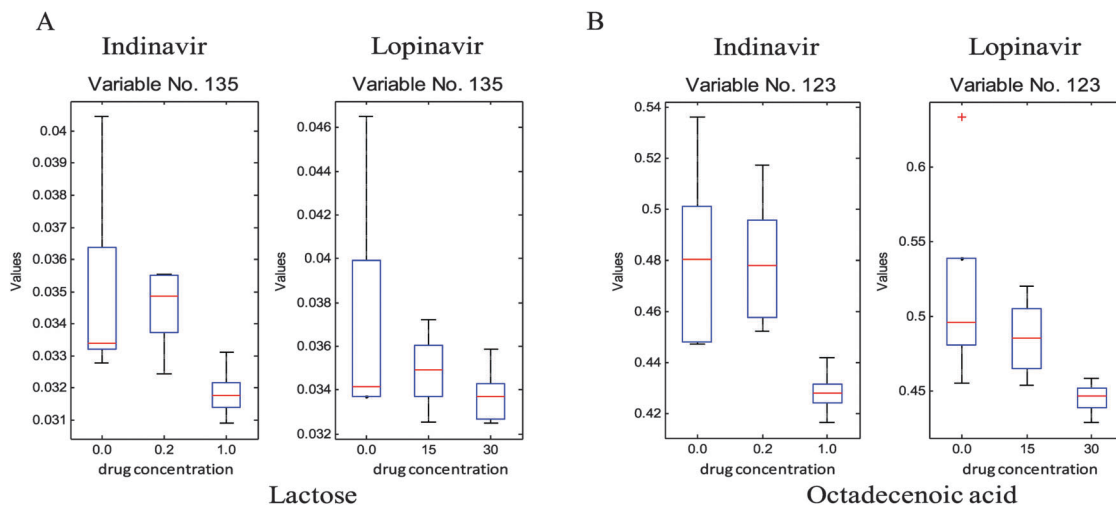 A
Indinavir
Lopinavir
Variable No. 135
Variable No. 135
0.04
0.039
0.038
0.037
0.036
0.035
0.034
0.033
0.032
0.031
Values
0.0 0.2 1.0
drug concentration
0.046
0.044
0.042
0.04
0.038
0.036
0.034
0.032
Values
0.0 15 30
drug concentration
Lactose
B
Indinavir
Lopinavir
Variable No. 123
Variable No. 123
0.54
0.52
0.5
0.48
0.46
0.44
0.42
Values
0.0 0.2 1.0
drug concentration
0.6
0.55
0.5
0.45
Values
0.0 15 30
drug concentration
Octadecenoic acid